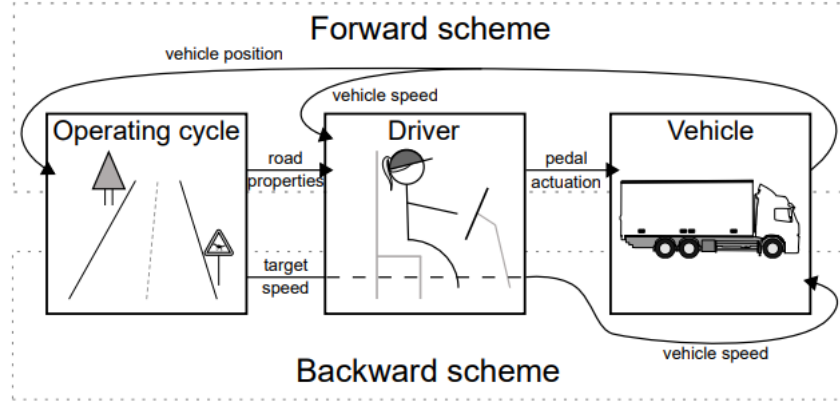 Forward scheme
vehicle position
vehicle speed
Operating cycle
Driver
Vehicle
road
properties
pedal
actuation
target
speed
vehicle speed
Backward scheme